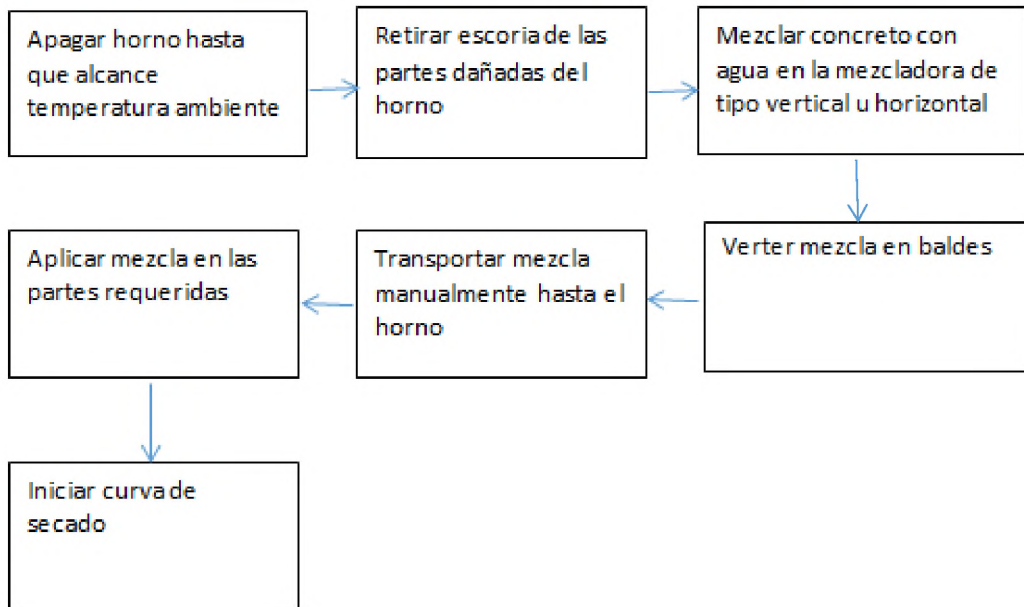 Apagar horno hasta
que alcance
temperatura ambiente
Retirar escoria de las
partes dañadas del
horno
Mezclar concreto con
agua en la mezcladora de
tipo vertical u horizontal
Verter mezcla en baldes
Transportar mezcla
manualmente hasta el
horno
Aplicar mezcla en las
partes requeridas
Iniciar curva de
secado